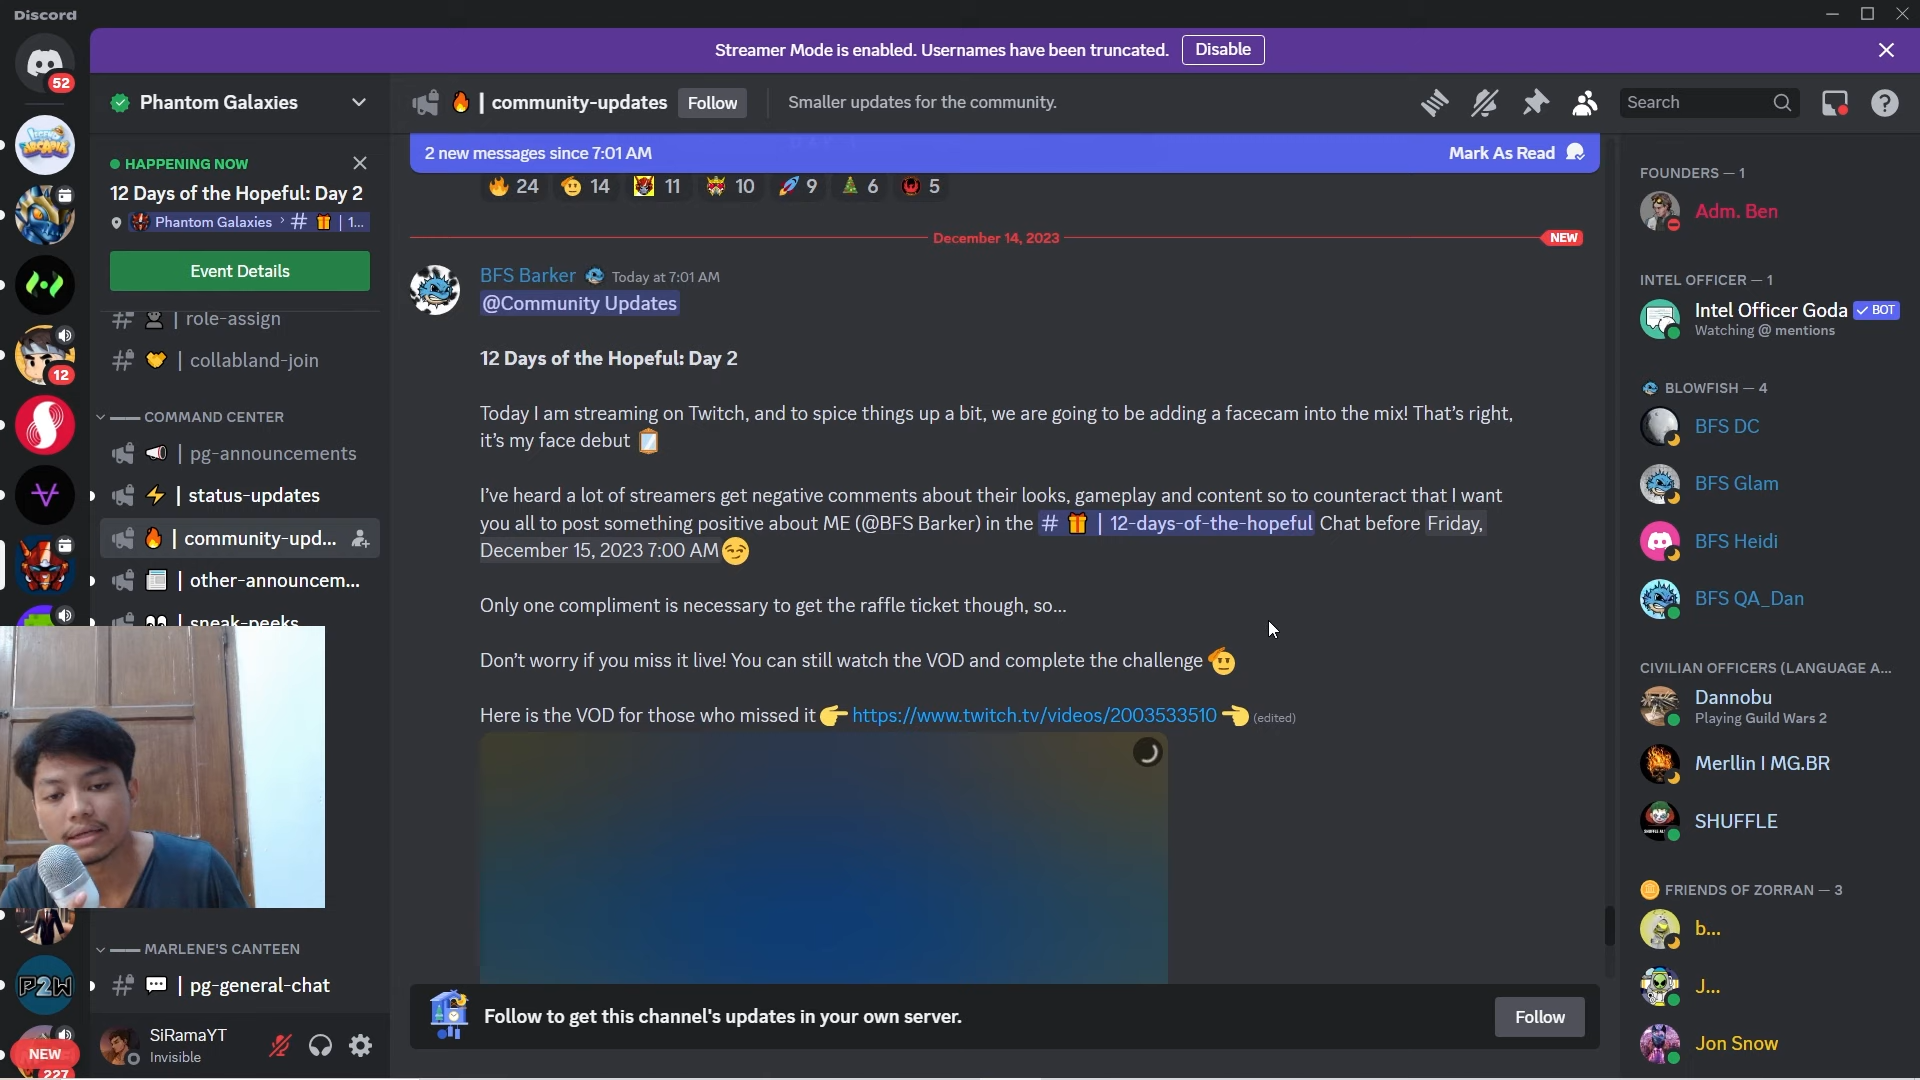 Discord
Streamer Mode is enabled. Usernames have been truncated. Disable
52
Phantom Galaxies
| community-updates Follow Smaller updates for the community.
Search
HAPPENING NOW
12 Days of the Hopeful: Day 2
Phantom Galaxies > # 🎁 | 1...
Event Details
# | role-assign
# | collabland-join
COMMAND CENTER
| pg-announcements
| status-updates
| community-upd...
| other-announcem...
| sneak-peeks
MARLENE'S CANTEEN
# 💬 | pg-general-chat
SiRamaYT
Invisible
12
P2W
NEW
227
2 new messages since 7:01 AM Mark As Read
🔥 24 14 11 10 🚀 9 🎄 6 5
December 14, 2023 NEW
BFS Barker Today at 7:01 AM
@Community Updates
12 Days of the Hopeful: Day 2
Today I am streaming on Twitch, and to spice things up a bit, we are going to be adding a facecam into the mix! That's right,
it's my face debut 🪞
I've heard a lot of streamers get negative comments about their looks, gameplay and content so to counteract that I want
you all to post something positive about ME (@BFS Barker) in the # 🎁 | 12-days-of-the-hopeful Chat before Friday,
December 15, 2023 7:00 AM 😏
Only one compliment is necessary to get the raffle ticket though, so...
Don't worry if you miss it live! You can still watch the VOD and complete the challenge 🫡
Here is the VOD for those who missed it 👉 https://www.twitch.tv/videos/2003533510 👈 (edited)
Follow to get this channel's updates in your own server. Follow
FOUNDERS — 1
Adm. Ben
INTEL OFFICER — 1
Intel Officer Goda ✓ BOT
Watching @ mentions
BLOWFISH — 4
BFS DC
BFS Glam
BFS Heidi
BFS QA_Dan
CIVILIAN OFFICERS (LANGUAGE A...
Dannobu
Playing Guild Wars 2
Merllin I MG.BR
SHUFFLE
FRIENDS OF ZORRAN — 3
b...
J...
Jon Snow